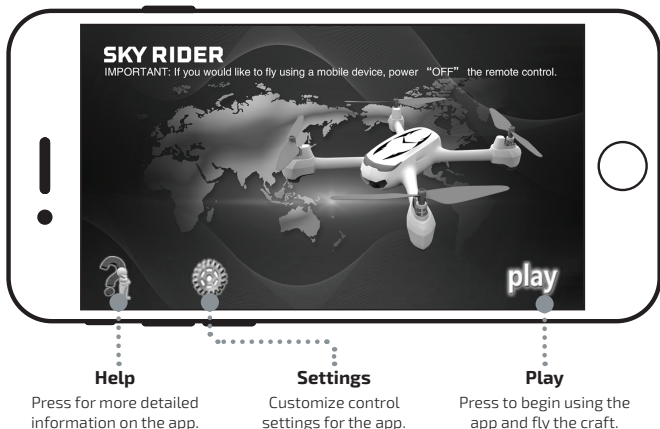 SKY RIDER
IMPORTANT: If you would like to fly using a mobile device, power “OFF” the remote control.
play
Help
Press for more detailed
information on the app.
Settings
Customize control
settings for the app.
Play
Press to begin using the
app and fly the craft.